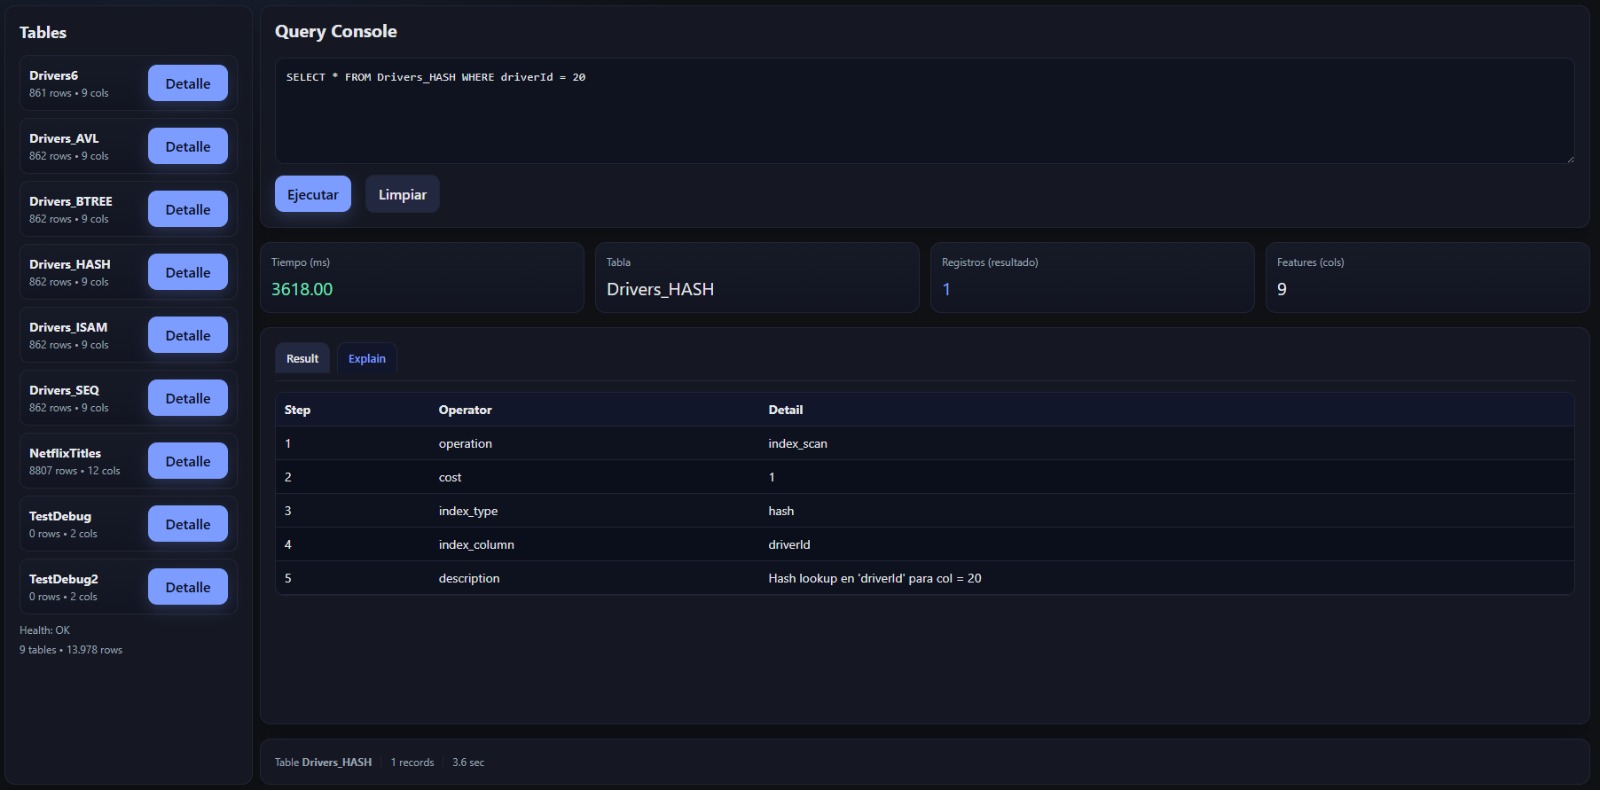 Tables
Drivers6
861 rows • 9 cols
Detalle
Drivers_AVL
862 rows • 9 cols
Detalle
Drivers_BTREE
862 rows • 9 cols
Detalle
Drivers_HASH
862 rows • 9 cols
Detalle
Drivers_ISAM
862 rows • 9 cols
Detalle
Drivers_SEQ
862 rows • 9 cols
Detalle
NetflixTitles
8807 rows • 12 cols
Detalle
TestDebug
0 rows • 2 cols
Detalle
TestDebug2
0 rows • 2 cols
Detalle
Health: OK
9 tables • 13.978 rows
Query Console
SELECT * FROM Drivers_HASH WHERE driverId = 20
Ejecutar Limpiar
Tiempo (ms)
3618.00
Tabla
Drivers_HASH
Registros (resultado)
1
Features (cols)
9
Result Explain
Step Operator Detail
1 operation index_scan
2 cost 1
3 index_type hash
4 index_column driverId
5 description Hash lookup en 'driverId' para col = 20
Table Drivers_HASH 1 records 3.6 sec